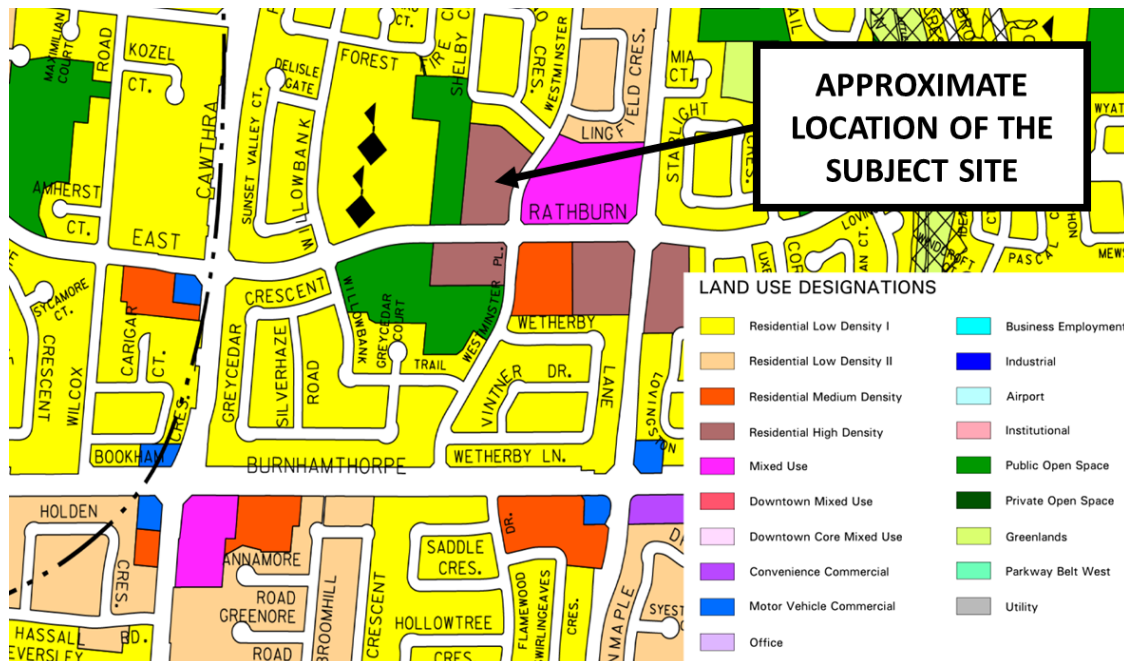 MAXIMILIAN
COURT
ROAD
KOZEL
CT.
CAWTHRA
DELISLE
GATE
FOREST
SHELBY
CRES.
WESTMINSTER
LINGFIELD CRES.
MIA
CT.
STARLIGHT
CRES.
APPROXIMATE
LOCATION OF THE
SUBJECT SITE
WYAT
AMHERST
CT.
EAST
SUNSET VALLEY CT.
WILLOWBANK
RATHBURN
PL.
PASCAL
MEWS
SYCAMORE
CT.
CRESCENT
WILCOX
CARIGAR
CT.
CRES.
BOOKHAM
GREYCEDAR
CRESCENT
SILVERHAZE
ROAD
WILLOWBANK
GREYCEDAR
COURT
TRAIL
WESTMINSTER
WETHERBY
VINTNER DR.
LANE
WETHERBY LN.
BURNHAMTHORPE
LAND USE DESIGNATIONS
Residential Low Density I
Residential Low Density II
Residential Medium Density
Residential High Density
Mixed Use
Downtown Mixed Use
Downtown Core Mixed Use
Convenience Commercial
Motor Vehicle Commercial
Office
Business Employment
Industrial
Airport
Institutional
Public Open Space
Private Open Space
Greenlands
Parkway Belt West
Utility
HOLDEN
CRES.
HASSALL
RD.
EVERSLEY
ANNAMORE
ROAD
GREENORE
ROAD
BROOMHILL
CRESCENT
SADDLE
CRES.
HOLLOWTREE
CRES
DR.
FLAMEWOOD
SWIRLINGEAVES
CRES.